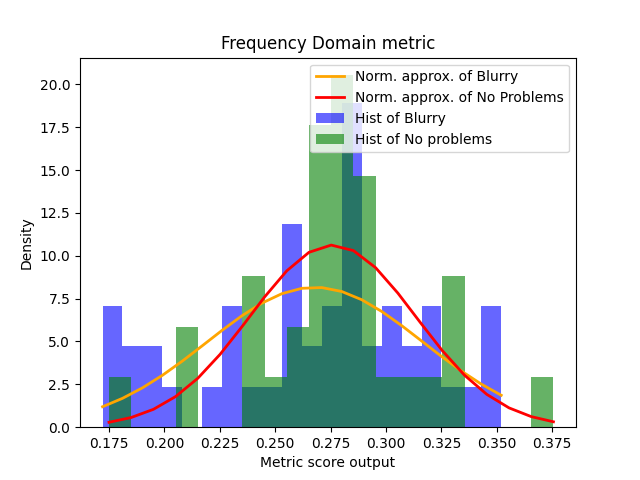 Frequency Domain metric
Norm. approx. of Blurry
Norm. approx. of No Problems
Hist of Blurry
Hist of No problems
Density
20.0
17.5
15.0
12.5
10.0
7.5
5.0
2.5
0.0
0.175 0.200 0.225 0.250 0.275 0.300 0.325 0.350 0.375
Metric score output